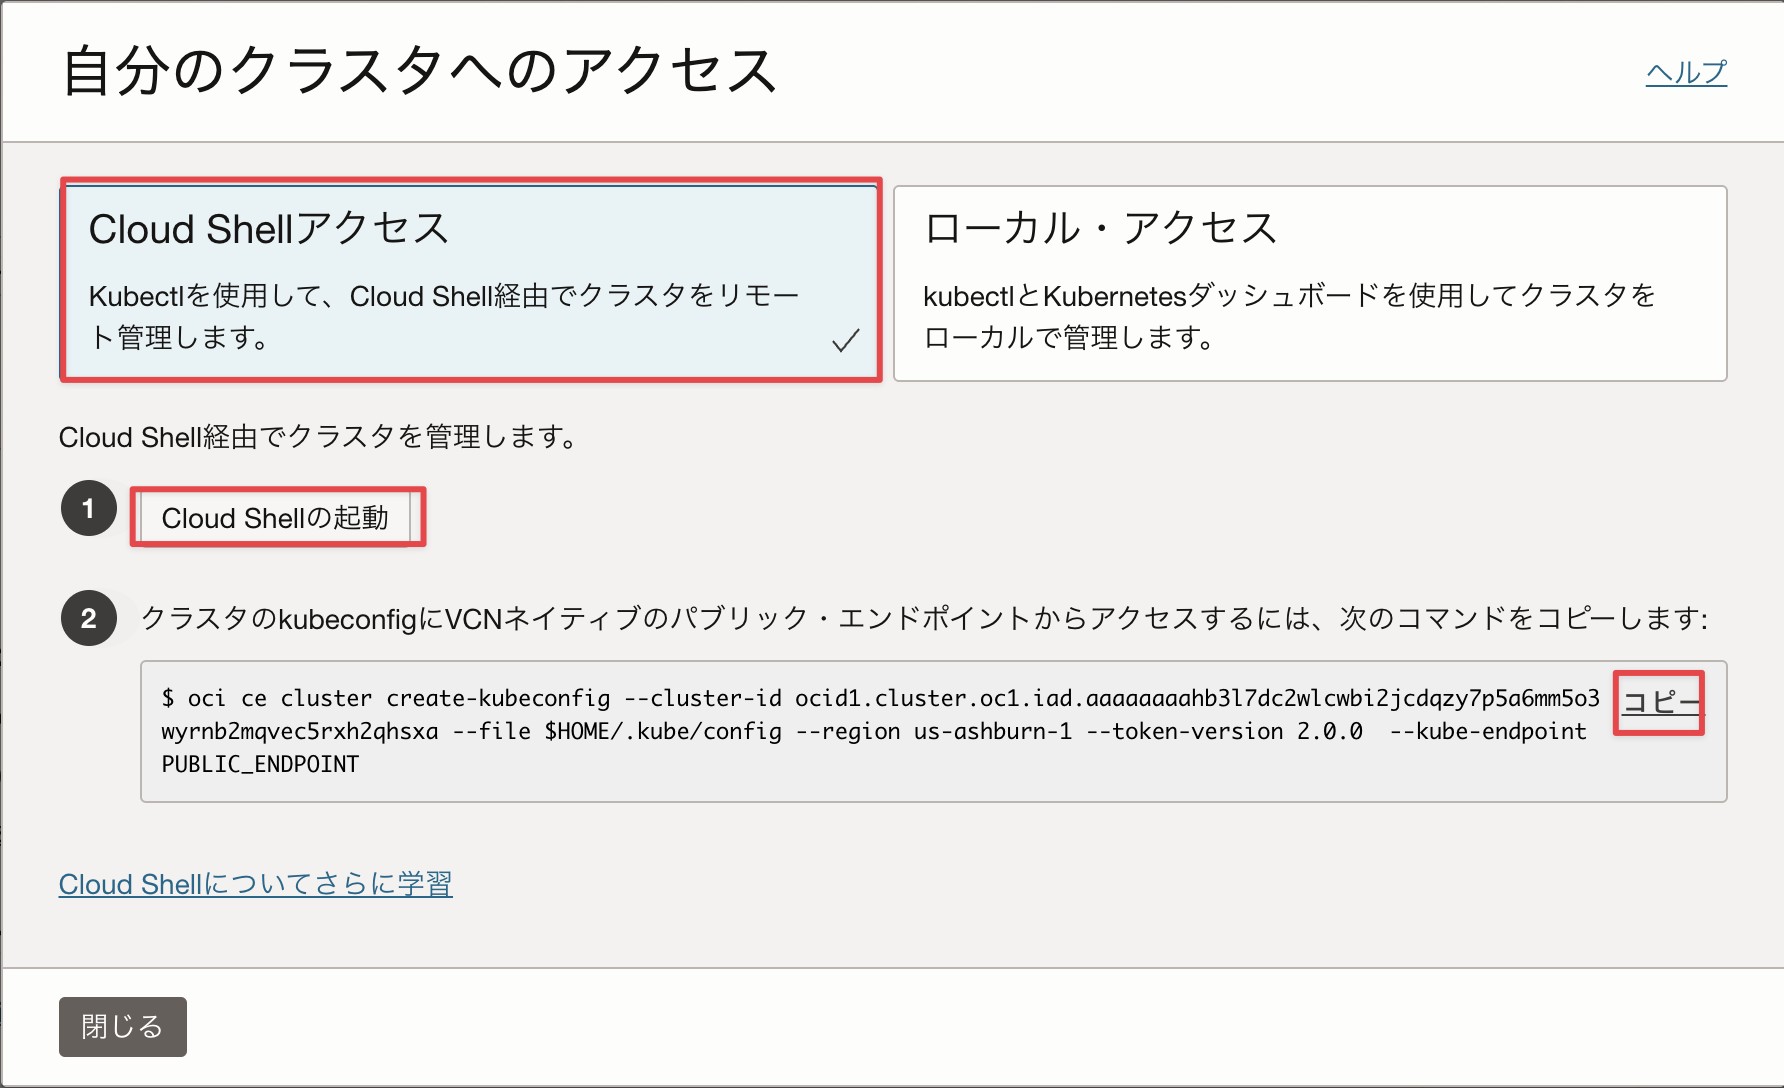 自分のクラスタへのアクセス
ヘルプ
Cloud Shellアクセス
Kubectlを使用して、Cloud Shell経由でクラスタをリモー
ト管理します。
ローカル・アクセス
kubectlとKubernetesダッシュボードを使用してクラスタを
ローカルで管理します。
Cloud Shell経由でクラスタを管理します。
1
Cloud Shellの起動
2
クラスタのkubeconfigにVCNネイティブのパブリック・エンドポイントからアクセスするには、次のコマンドをコピーします:
$ oci ce cluster create-kubeconfig --cluster-id ocid1.cluster.oc1.iad.aaaaaaaahb3l7dc2wlcwbi2jcdqzy7p5a6mm5o3
wyrnb2mqvec5rxh2qhsxa --file $HOME/.kube/config --region us-ashburn-1 --token-version 2.0.0  --kube-endpoint
PUBLIC_ENDPOINT
コピー
Cloud Shellについてさらに学習
閉じる